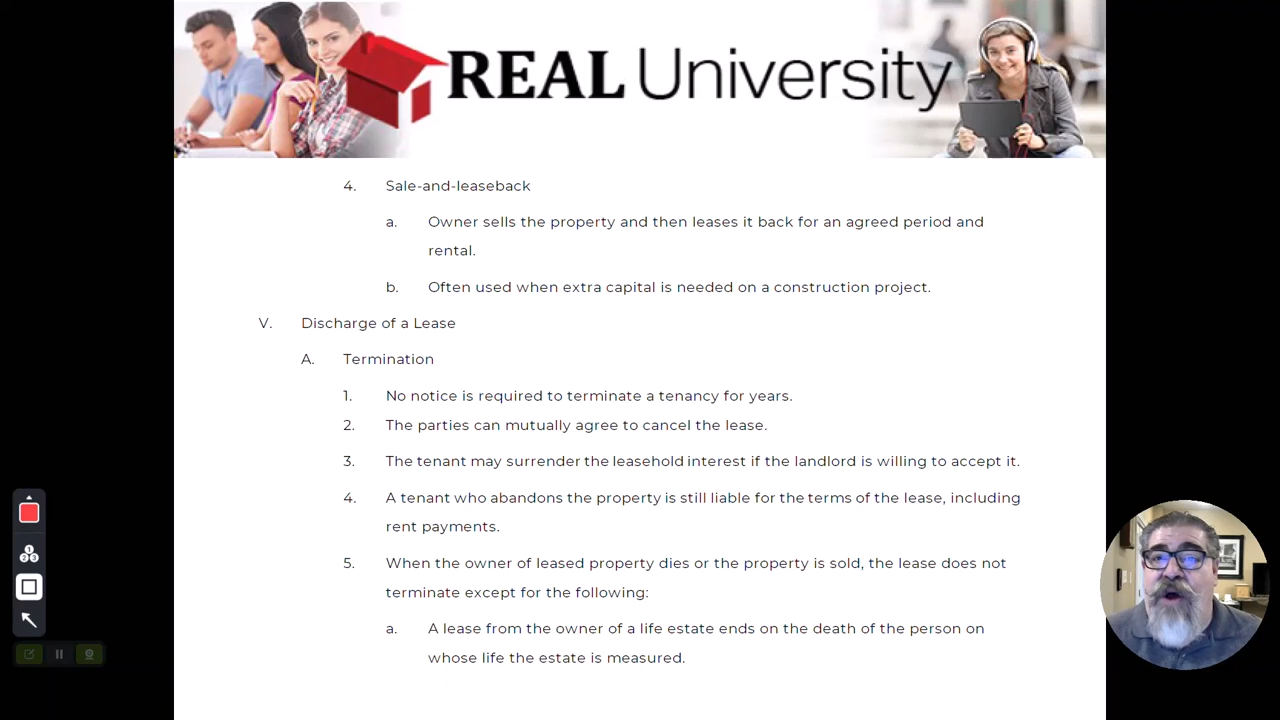 REAL University
4. Sale-and-leaseback
a. Owner sells the property and then leases it back for an agreed period and
rental.
b. Often used when extra capital is needed on a construction project.
V. Discharge of a Lease
A. Termination
1. No notice is required to terminate a tenancy for years.
2. The parties can mutually agree to cancel the lease.
3. The tenant may surrender the leasehold interest if the landlord is willing to accept it.
4. A tenant who abandons the property is still liable for the terms of the lease, including
rent payments.
5. When the owner of leased property dies or the property is sold, the lease does not
terminate except for the following:
a. A lease from the owner of a life estate ends on the death of the person on
whose life the estate is measured.